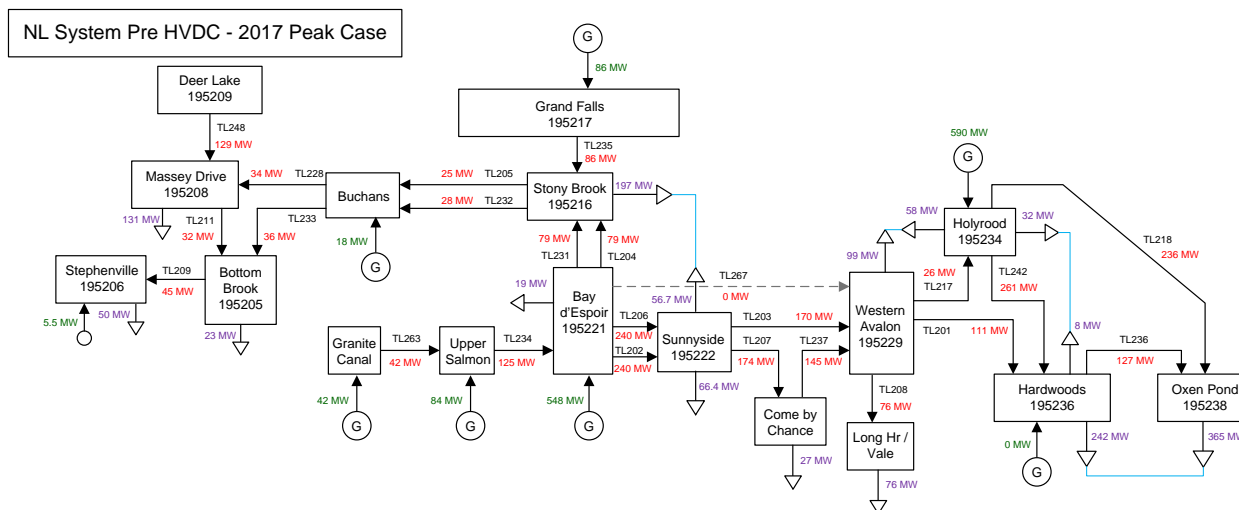 NL System Pre HVDC - 2017 Peak Case
G
86 MW
Deer Lake
195209
Grand Falls
195217
TL248
129 MW
590 MW
G
TL235
86 MW
Massey Drive
195208
34 MW
TL228
Buchans
25 MW
TL205
28 MW
TL232
Stony Brook
195216
197 MW
58 MW
Holyrood
195234
32 MW
131 MW
TL211
32 MW
TL233
36 MW
18 MW
G
79 MW
79 MW
TL231
TL204
99 MW
TL218
236 MW
Stephenville
195206
TL209
45 MW
Bottom
Brook
195205
19 MW
Bay
d'Espoir
195221
TL267
0 MW
26 MW
TL217
TL242
261 MW
5.5 MW
50 MW
23 MW
56.7 MW
TL206
240 MW
TL202
240 MW
Sunnyside
195222
TL203
170 MW
TL207
174 MW
TL237
145 MW
Western
Avalon
195229
TL201
111 MW
8 MW
Granite
Canal
TL263
42 MW
Upper
Salmon
TL234
125 MW
TL236
127 MW
66.4 MW
TL208
76 MW
Hardwoods
195236
Oxen Pond
195238
42 MW
G
84 MW
G
548 MW
G
Come by
Chance
Long Hr /
Vale
0 MW
G
242 MW
365 MW
27 MW
76 MW